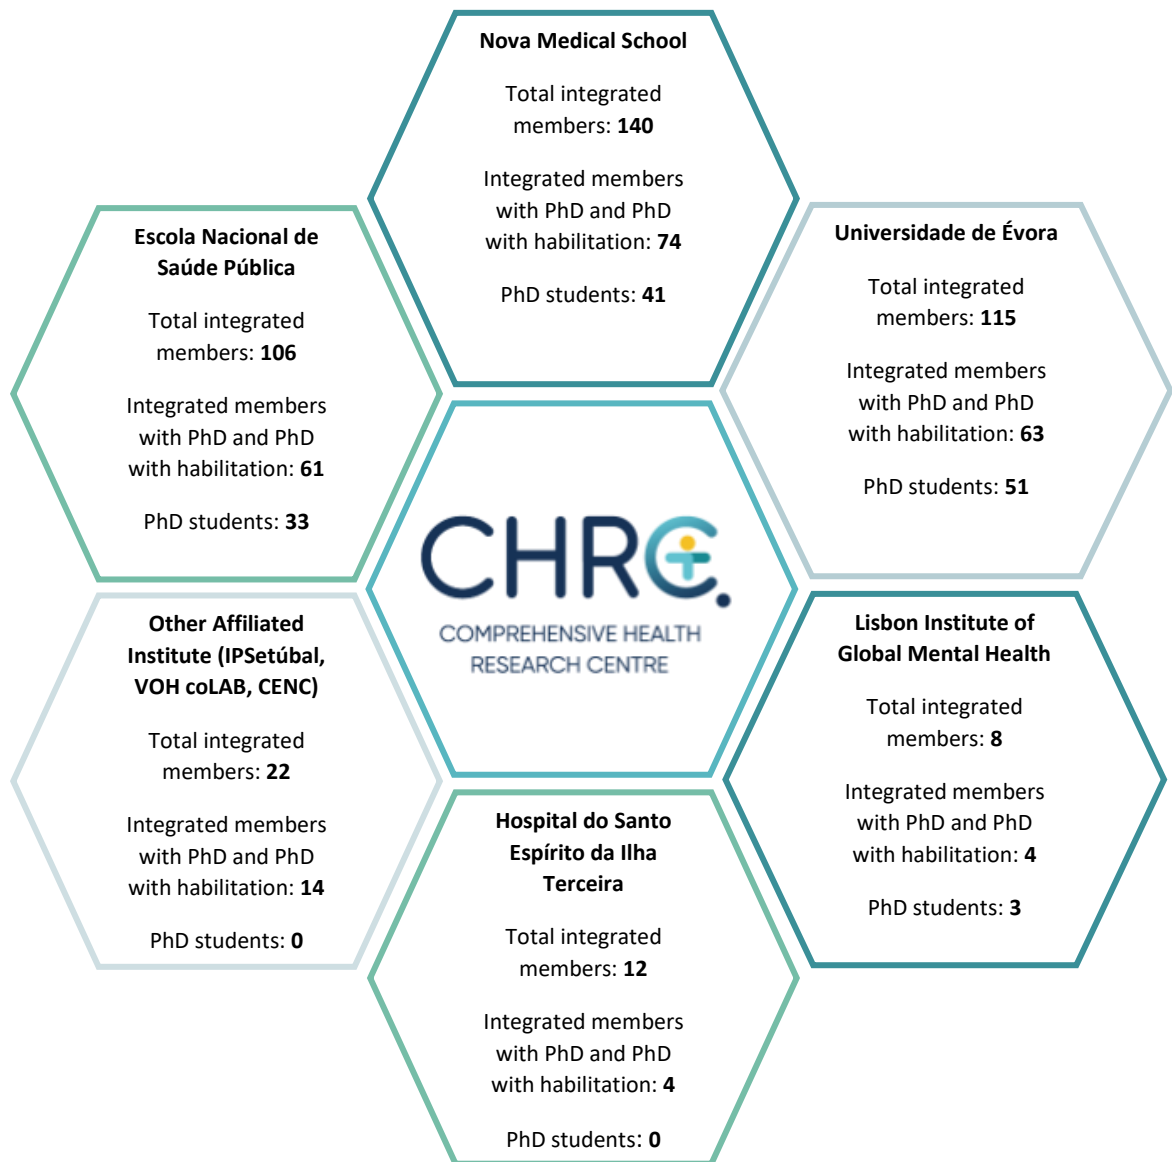 Nova Medical School
Total integrated
members: 140
Integrated members
with PhD and PhD
with habilitation: 74
PhD students: 41
Escola Nacional de
Saúde Pública
Total integrated
members: 106
Integrated members
with PhD and PhD
with habilitation: 61
PhD students: 33
Universidade de Évora
Total integrated
members: 115
Integrated members
with PhD and PhD
with habilitation: 63
PhD students: 51
CHRC.
COMPREHENSIVE HEALTH
RESEARCH CENTRE
Other Affiliated
Institute (IPSetúbal,
VOH coLAB, CENC)
Total integrated
members: 22
Integrated members
with PhD and PhD
with habilitation: 14
PhD students: 0
Lisbon Institute of
Global Mental Health
Total integrated
members: 8
Integrated members
with PhD and PhD
with habilitation: 4
PhD students: 3
Hospital do Santo
Espírito da Ilha
Terceira
Total integrated
members: 12
Integrated members
with PhD and PhD
with habilitation: 4
PhD students: 0